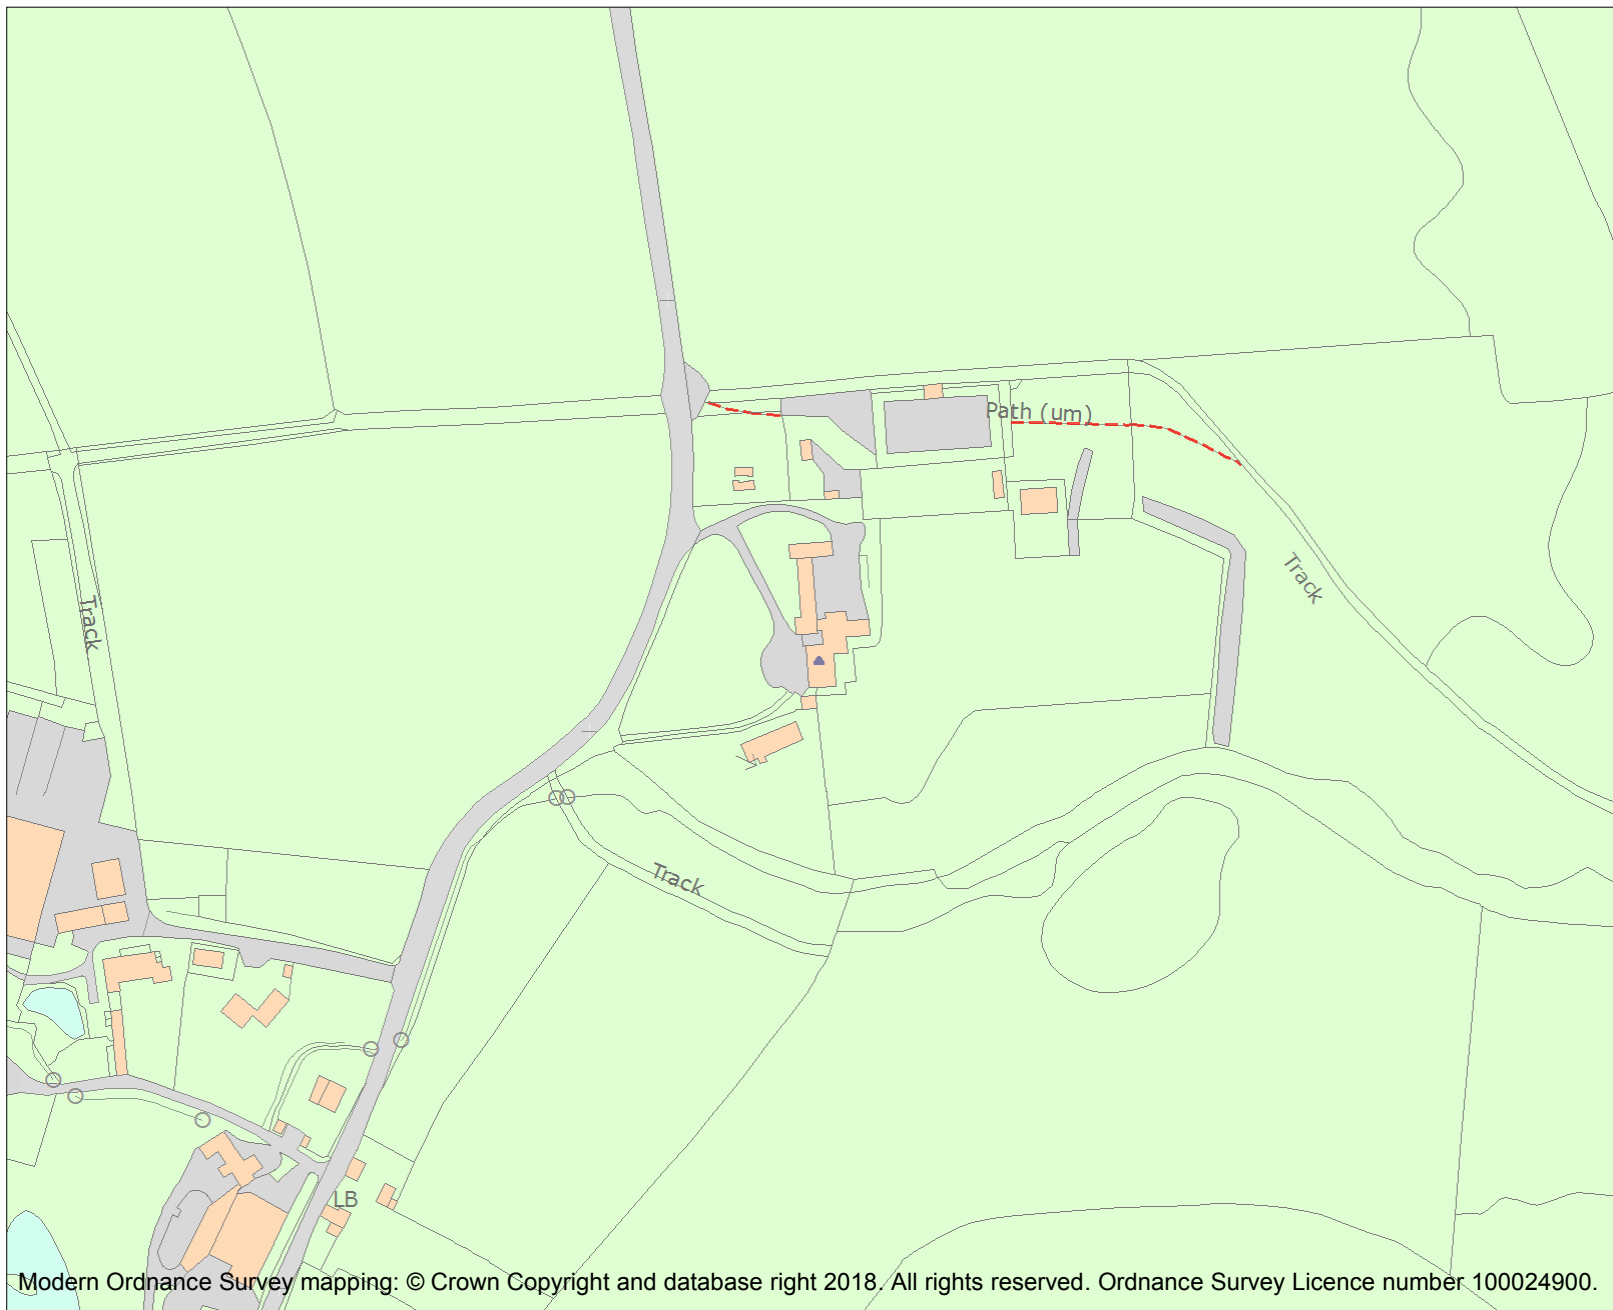 Path (um)
Track
Track
Track
LB
Modern Ordnance Survey mapping: © Crown Copyright and database right 2018. All rights reserved. Ordnance Survey Licence number 100024900.